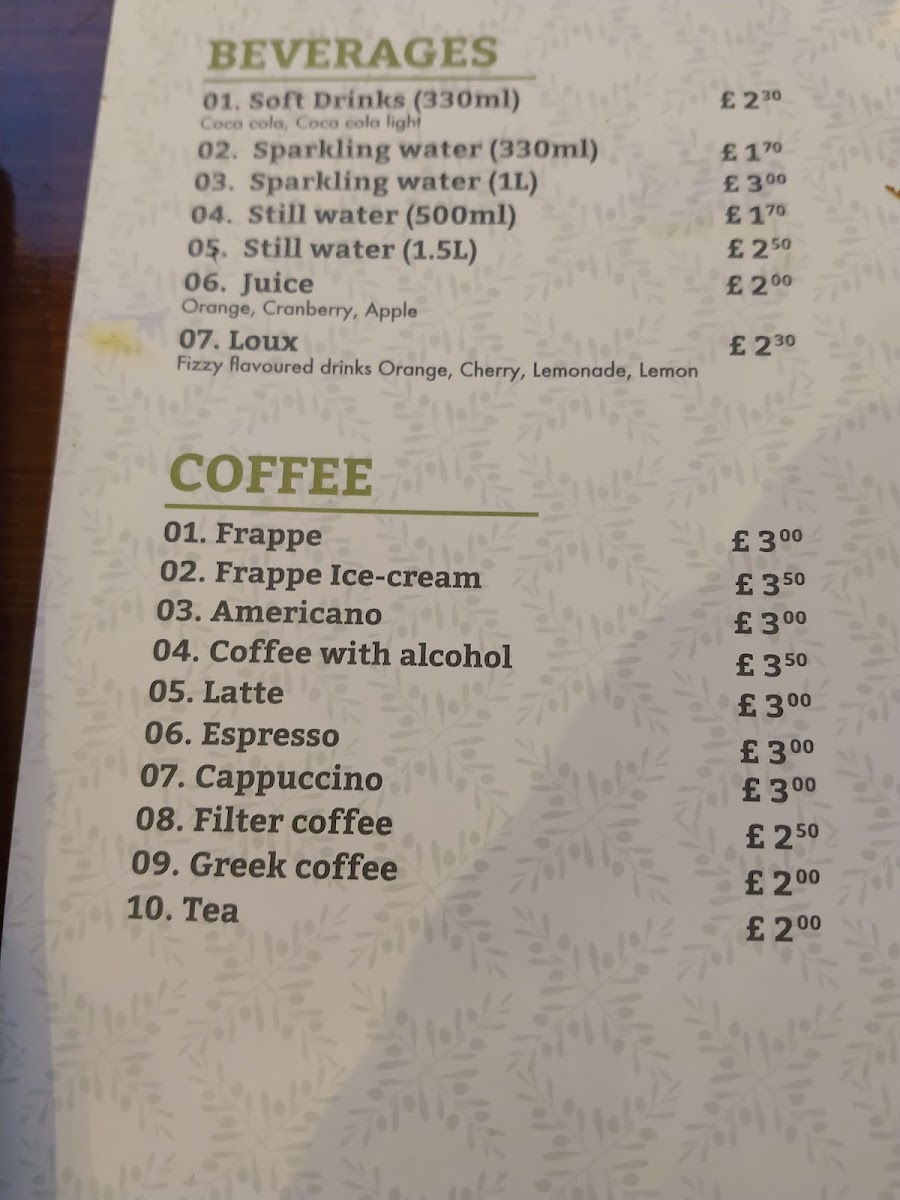 BEVERAGES
01. Soft Drinks (330ml) £ 2³⁰
Coca cola, Coca cola light
02. Sparkling water (330ml) £ 1⁷⁰
03. Sparkling water (1L) £ 3⁰⁰
04. Still water (500ml) £ 1⁷⁰
05. Still water (1.5L) £ 2⁵⁰
06. Juice £ 2⁰⁰
Orange, Cranberry, Apple
07. Loux £ 2³⁰
Fizzy flavoured drinks Orange, Cherry, Lemonade, Lemon
COFFEE
01. Frappe £ 3⁰⁰
02. Frappe Ice-cream £ 3⁵⁰
03. Americano £ 3⁰⁰
04. Coffee with alcohol £ 3⁵⁰
05. Latte £ 3⁰⁰
06. Espresso £ 3⁰⁰
07. Cappuccino £ 3⁰⁰
08. Filter coffee £ 2⁵⁰
09. Greek coffee £ 2⁰⁰
10. Tea £ 2⁰⁰